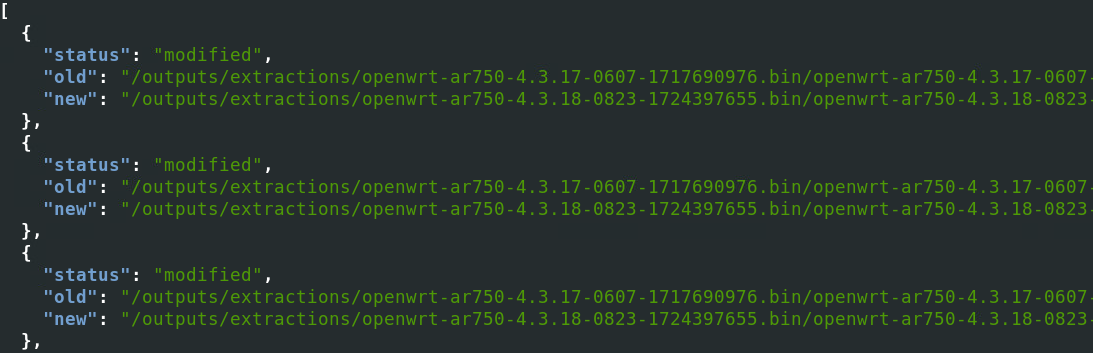 [
  {
    "status": "modified",
    "old": "/outputs/extractions/openwrt-ar750-4.3.17-0607-1717690976.bin/openwrt-ar750-4.3.17-0607-
    "new": "/outputs/extractions/openwrt-ar750-4.3.18-0823-1724397655.bin/openwrt-ar750-4.3.18-0823-
  },
  {
    "status": "modified",
    "old": "/outputs/extractions/openwrt-ar750-4.3.17-0607-1717690976.bin/openwrt-ar750-4.3.17-0607-
    "new": "/outputs/extractions/openwrt-ar750-4.3.18-0823-1724397655.bin/openwrt-ar750-4.3.18-0823-
  },
  {
    "status": "modified",
    "old": "/outputs/extractions/openwrt-ar750-4.3.17-0607-1717690976.bin/openwrt-ar750-4.3.17-0607-
    "new": "/outputs/extractions/openwrt-ar750-4.3.18-0823-1724397655.bin/openwrt-ar750-4.3.18-0823-
  },